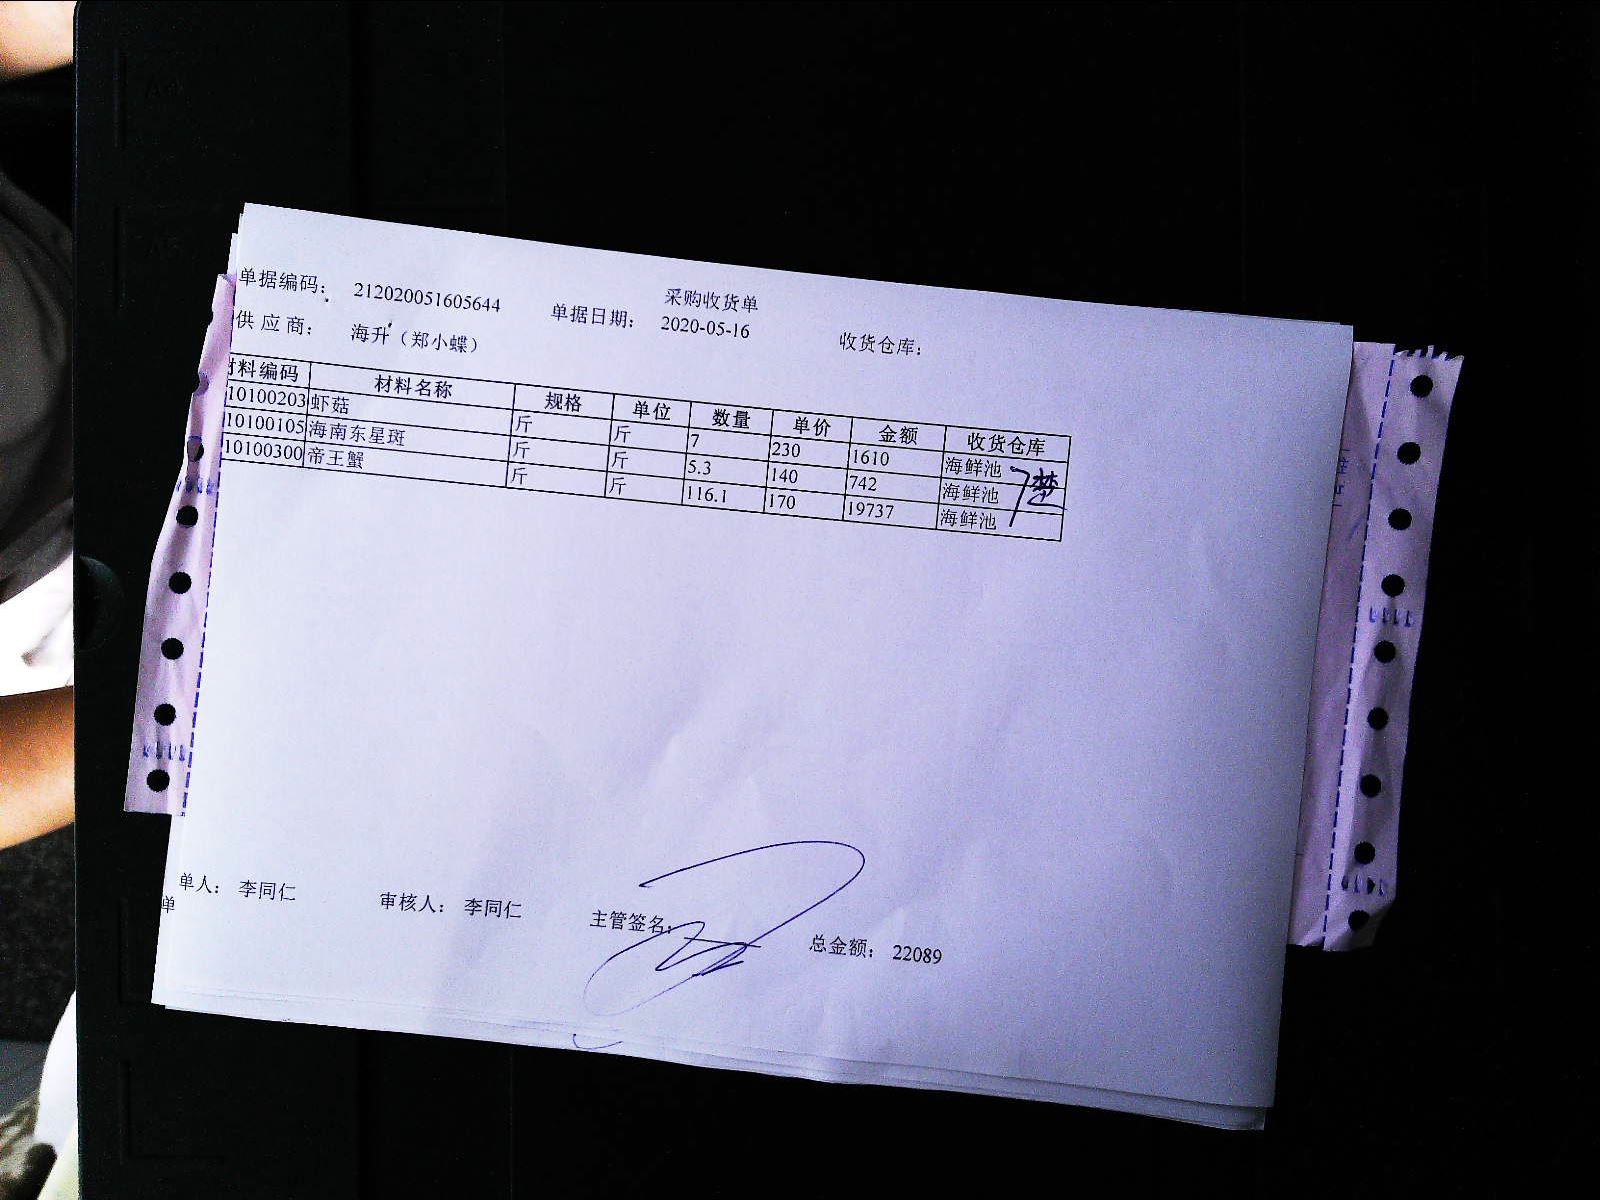 采购收货单
单据编码: 212020051605644 单据日期: 2020-05-16 收货仓库:
供应商: 海升（郑小蝶）
材料编码 材料名称 规格 单位 数量 单价 金额 收货仓库
10100203 虾菇 斤 斤 7 230 1610 海鲜池
10100105 海南东星斑 斤 斤 5.3 140 742 海鲜池
10100300 帝王蟹 斤 斤 116.1 170 19737 海鲜池
楚
单人: 李同仁 审核人: 李同仁 主管签名: 总金额: 22089
单